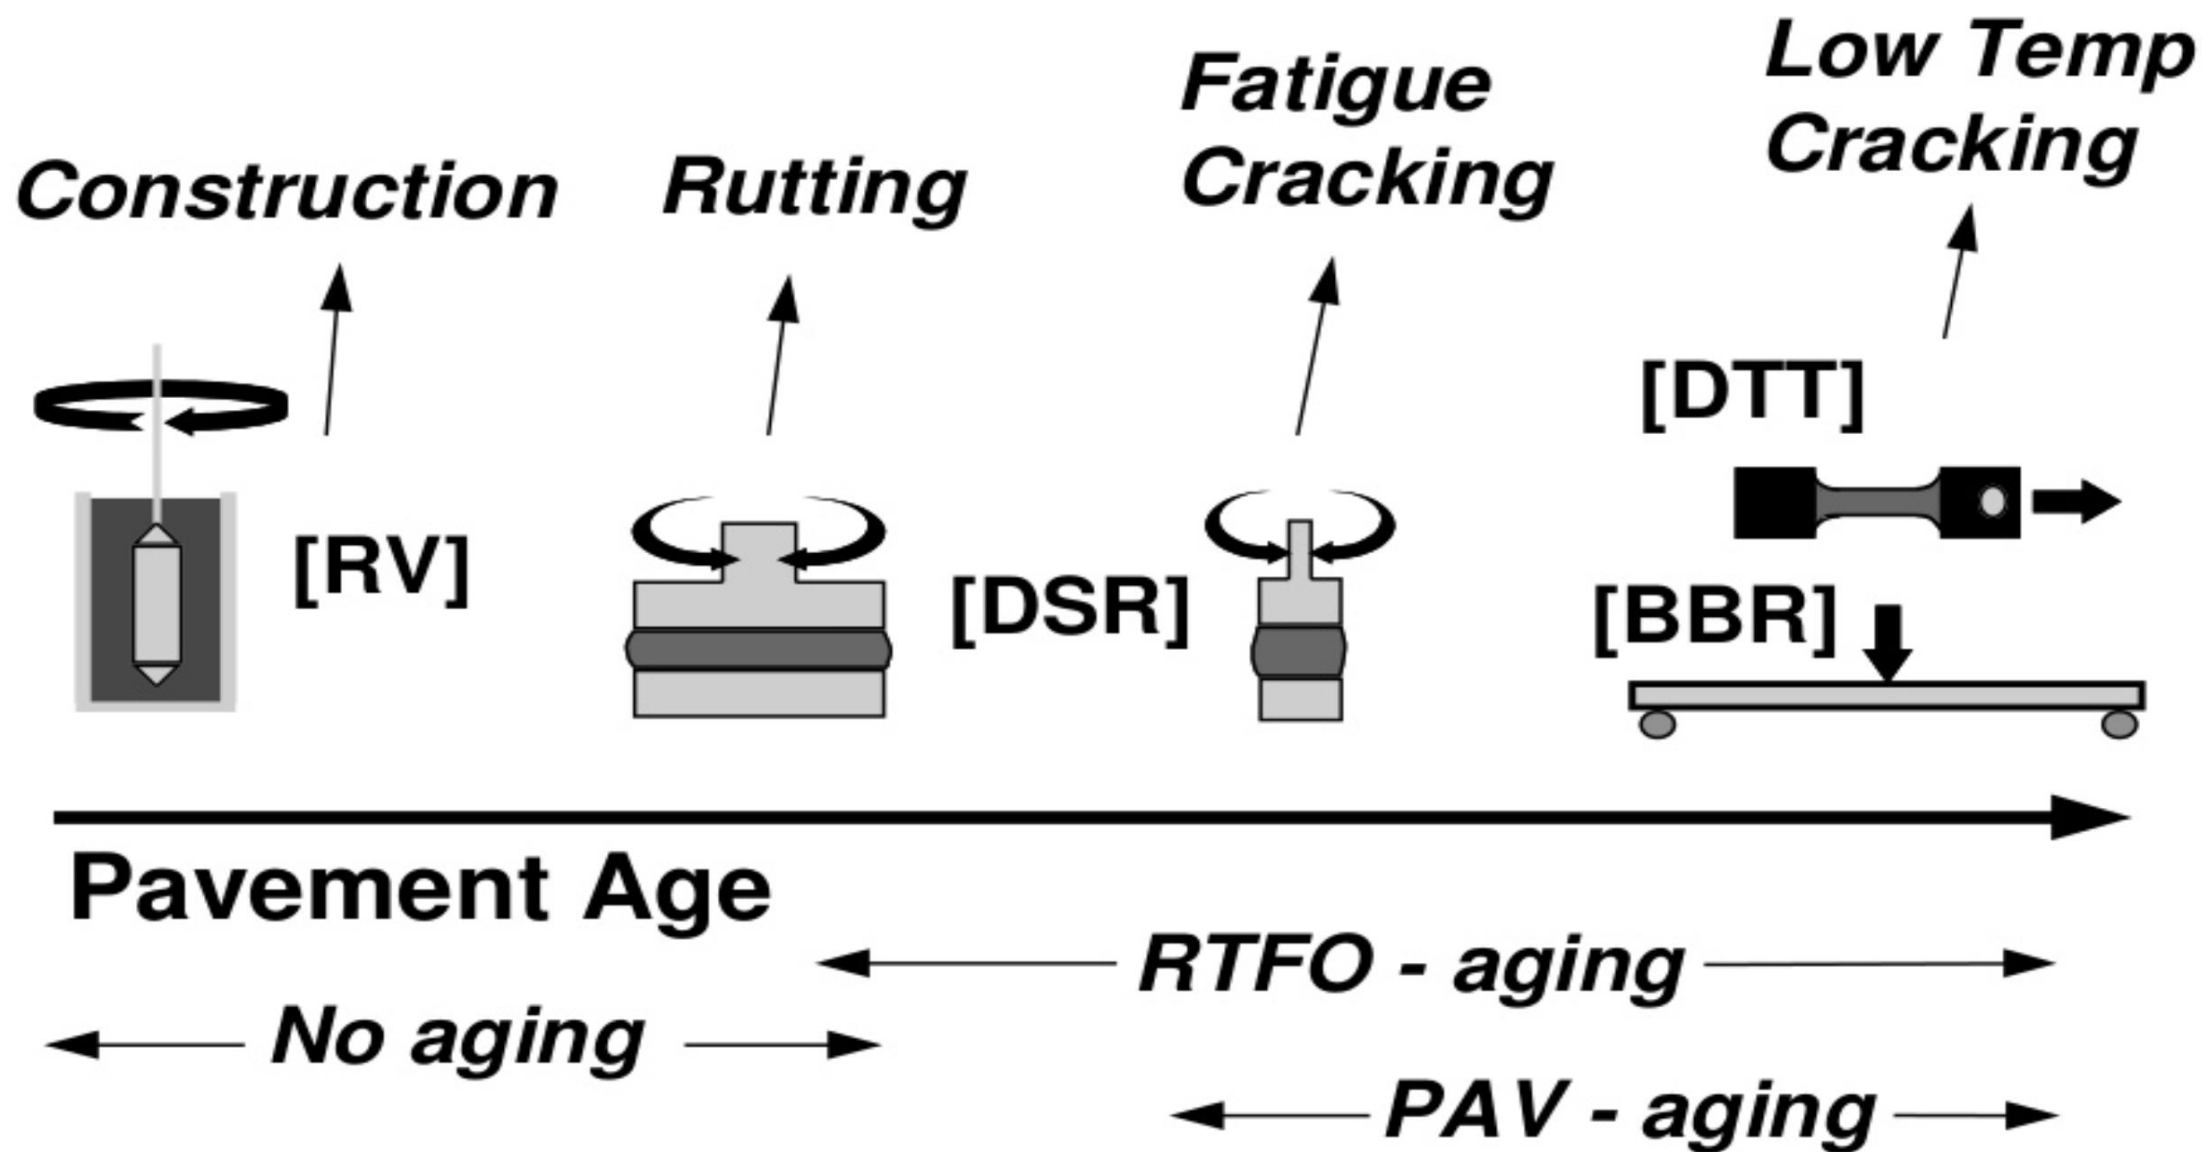 Construction
Rutting
Fatigue
Cracking
Low Temp
Cracking
[RV]
[DSR]
[DTT]
[BBR]
Pavement Age
RTFO - aging
No aging
PAV - aging